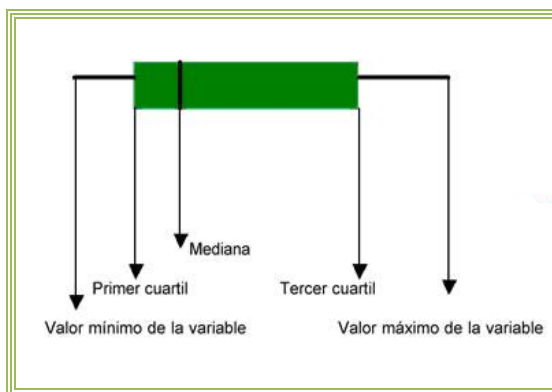 Mediana
Primer cuartil
Tercer cuartil
Valor mínimo de la variable
Valor máximo de la variable